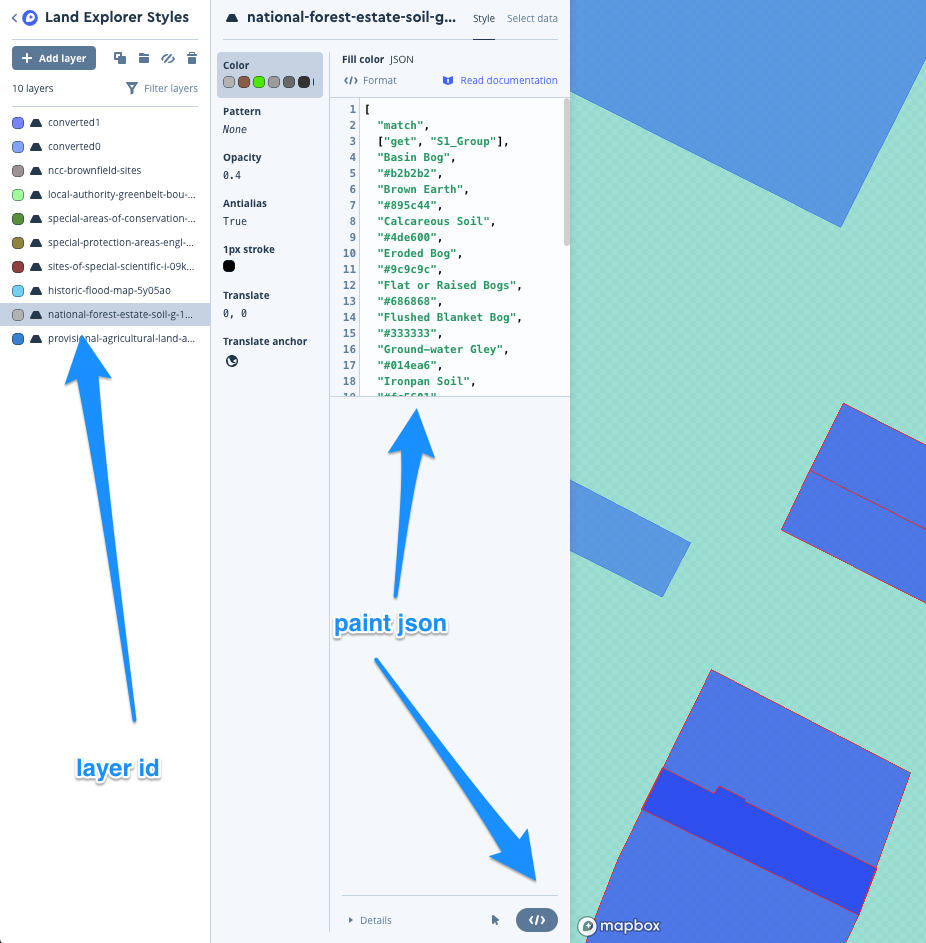 Land Explorer Styles
+ Add layer
10 layers
Filter layers
converted1
converted0
ncc-brownfield-sites
local-authority-greenbelt-bou-...
special-areas-of-conservation-...
special-protection-areas-engl-...
sites-of-special-scientific-i-09k...
historic-flood-map-5y05ao
national-forest-estate-soil-g-1...
provisional-agricultural-land-a...
layer id
national-forest-estate-soil-g...
Style
Select data
Color
Pattern
None
Opacity
0.4
Antialias
True
1px stroke
Translate
0, 0
Translate anchor
Fill color JSON
</> Format
Read documentation
1 [
2 "match",
3 ["get", "S1_Group"],
4 "Basin Bog",
5 "#b2b2b2",
6 "Brown Earth",
7 "#895c44",
8 "Calcareous Soil",
9 "#4de600",
10 "Eroded Bog",
11 "#9c9c9c",
12 "Flat or Raised Bogs",
13 "#686868",
14 "Flushed Blanket Bog",
15 "#333333",
16 "Ground-water Gley",
17 "#014ea6",
18 "Ironpan Soil",
paint json
Details
</>
mapbox